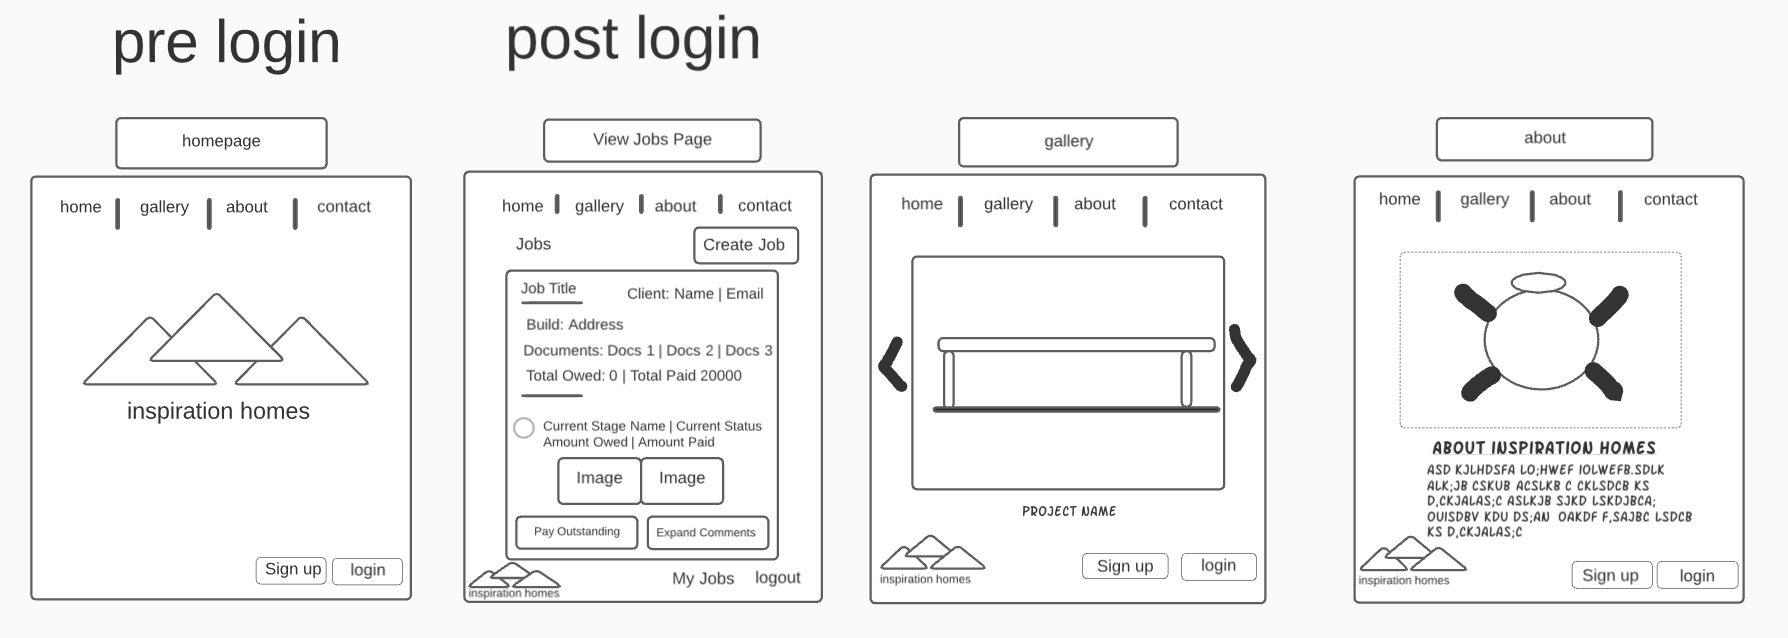 pre login
post login
homepage
home gallery about contact
inspiration homes
Sign up login
View Jobs Page
home gallery about contact
Jobs Create Job
Job Title Client: Name | Email
Build: Address
Documents: Docs 1 | Docs 2 | Docs 3
Total Owed: 0 | Total Paid 20000
Current Stage Name | Current Status
Amount Owed | Amount Paid
Image Image
Pay Outstanding Expand Comments
My Jobs logout
inspiration homes
gallery
home gallery about contact
PROJECT NAME
inspiration homes
Sign up login
about
home gallery about contact
ABOUT INSPIRATION HOMES
ASD KJLHDSFA LO;HWEF IOLWEFB.SDLK
ALK;JB CSKUB ACSLKB C CKLSDCB KS
D,CKJALAS;C ASLKJB SJKD LSKDJBCA;
OUISDBV KDU DS;AN OAKDF F,SAJBC LSDCB
KS D,CKJALAS;C
inspiration homes
Sign up login